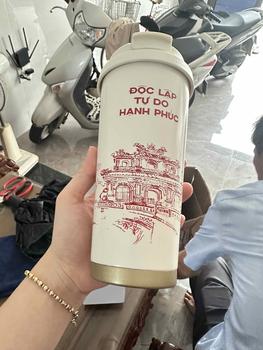 ĐỘC LẬP
TỰ DO
HẠNH PHÚC